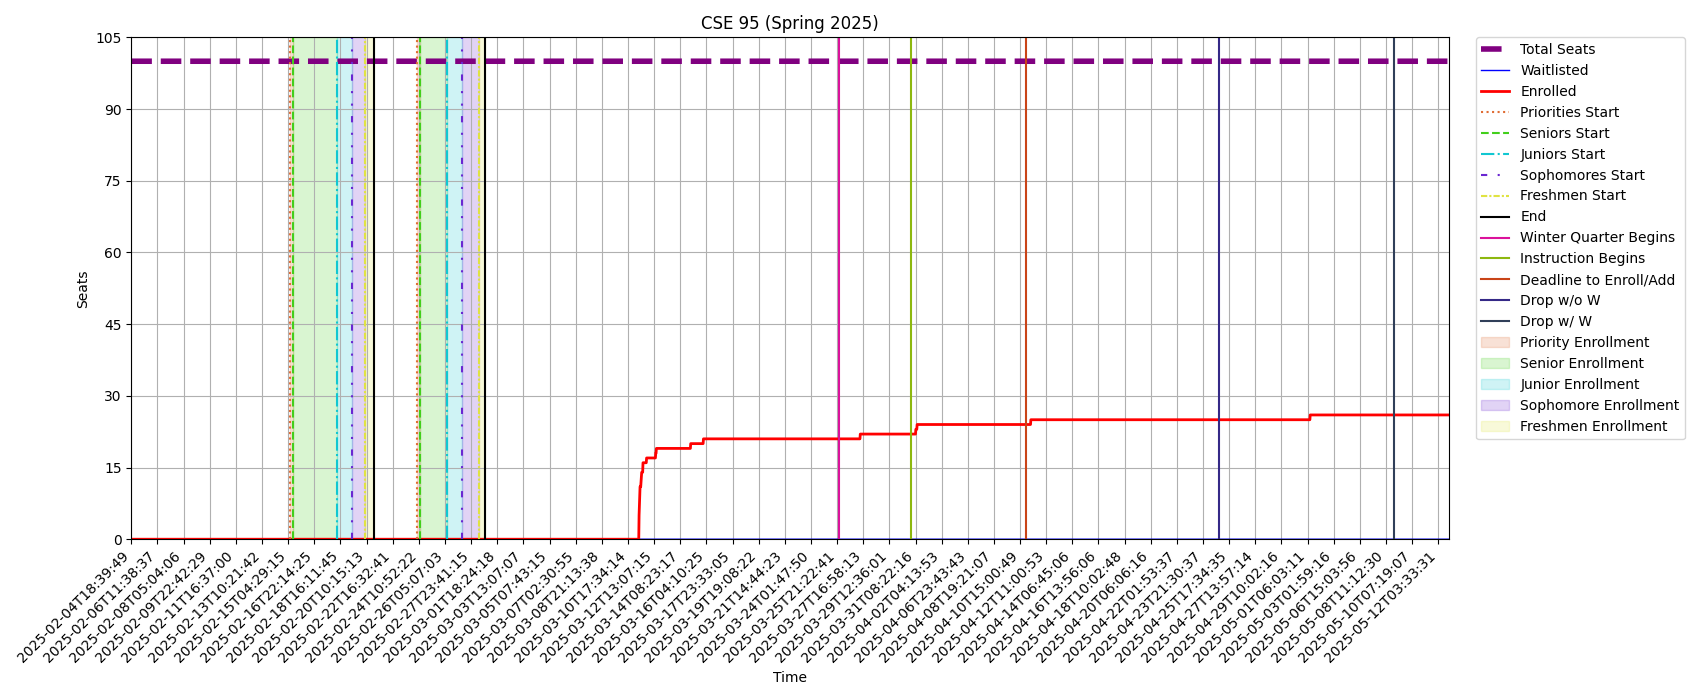 CSE 95 (Spring 2025)
105
90
75
60
45
30
15
0
Seats
2025-02-04T18:39:49
2025-02-06T11:38:37
2025-02-08T05:04:06
2025-02-09T22:42:29
2025-02-11T16:37:00
2025-02-13T10:21:42
2025-02-15T04:29:15
2025-02-16T22:14:25
2025-02-18T16:11:45
2025-02-20T10:15:13
2025-02-22T16:32:41
2025-02-24T10:52:22
2025-02-26T05:07:03
2025-02-27T23:41:15
2025-03-01T18:24:18
2025-03-03T13:07:07
2025-03-05T07:43:15
2025-03-07T02:30:55
2025-03-08T21:13:38
2025-03-10T17:34:14
2025-03-12T13:07:15
2025-03-14T08:23:17
2025-03-16T04:10:25
2025-03-17T23:33:05
2025-03-19T19:08:22
2025-03-21T14:44:23
2025-03-24T01:47:50
2025-03-25T21:22:41
2025-03-27T16:58:13
2025-03-29T12:36:01
2025-03-31T08:22:16
2025-04-02T04:13:53
2025-04-06T23:43:43
2025-04-08T19:21:07
2025-04-10T15:00:49
2025-04-12T11:00:53
2025-04-14T06:45:06
2025-04-16T13:56:06
2025-04-18T10:02:48
2025-04-20T06:06:16
2025-04-22T01:53:37
2025-04-23T21:30:37
2025-04-25T17:34:35
2025-04-27T13:57:14
2025-04-29T10:02:16
2025-05-01T06:03:11
2025-05-03T01:59:16
2025-05-06T15:03:56
2025-05-08T11:12:30
2025-05-10T07:19:07
2025-05-12T03:33:31
Time
Total Seats
Waitlisted
Enrolled
Priorities Start
Seniors Start
Juniors Start
Sophomores Start
Freshmen Start
End
Winter Quarter Begins
Instruction Begins
Deadline to Enroll/Add
Drop w/o W
Drop w/ W
Priority Enrollment
Senior Enrollment
Junior Enrollment
Sophomore Enrollment
Freshmen Enrollment